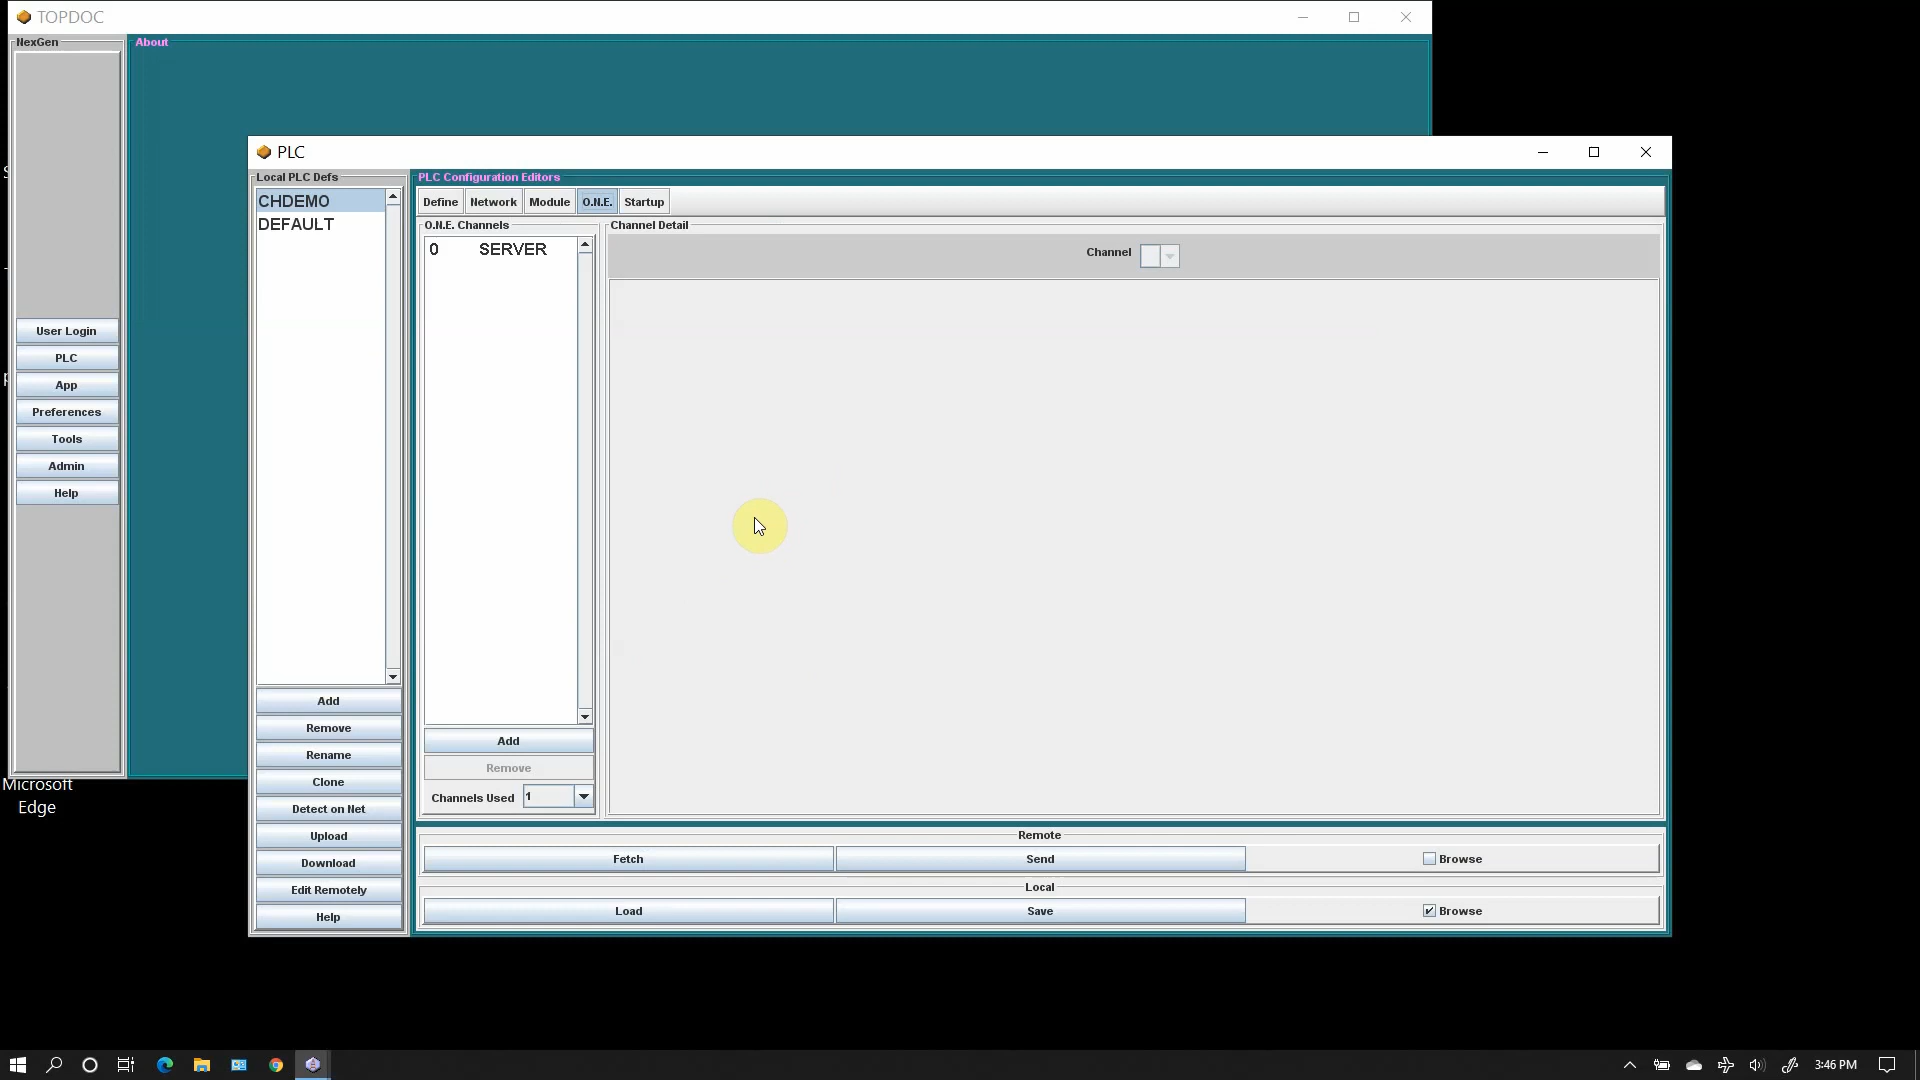 TOPDOC
NexGen
About
User Login
PLC
App
Preferences
Tools
Admin
Help
Microsoft
Edge
PLC
Local PLC Defs
CHDEMO
DEFAULT
Add
Remove
Rename
Clone
Detect on Net
Upload
Download
Edit Remotely
Help
PLC Configuration Editors
Define Network Module O.N.E. Startup
O.N.E. Channels
0 SERVER
Add
Remove
Channels Used 1
Channel Detail
Channel
Remote
Fetch Send Browse
Local
Load Save Browse
3:46 PM